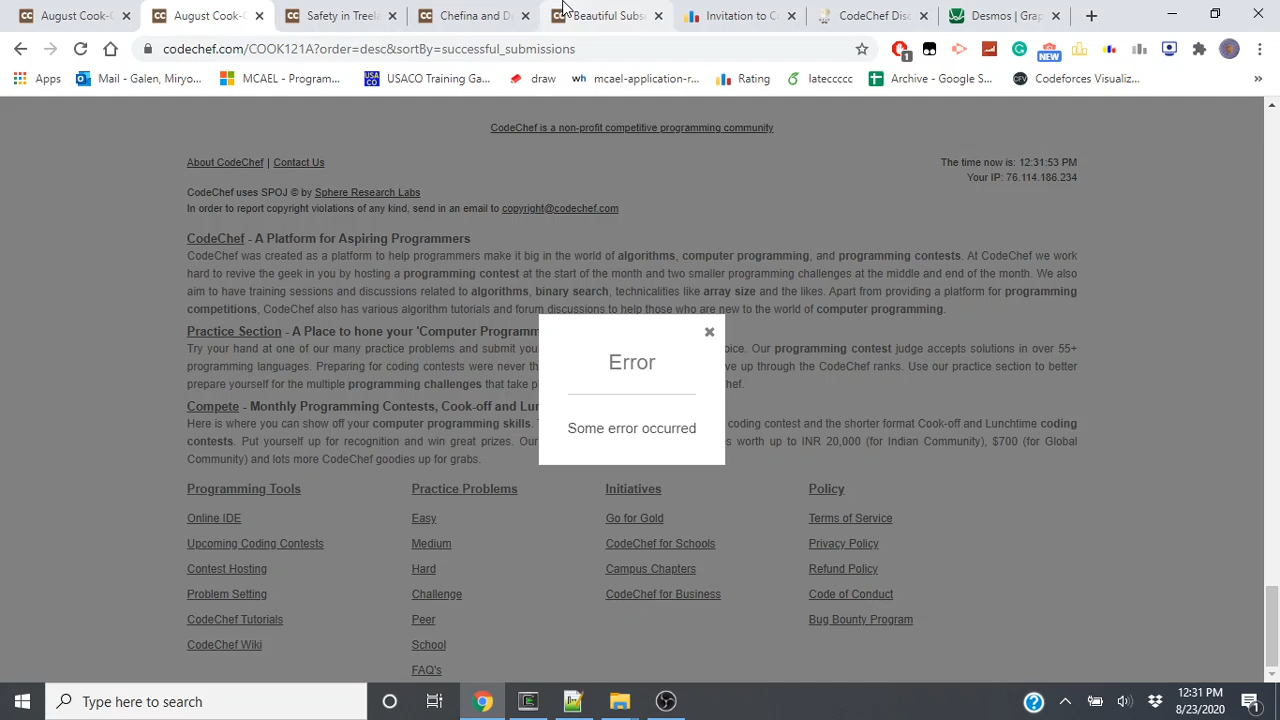 August Cook-
August Cook-
Safety in Treela
Chefina and D
Beautiful Subse
Invitation to C
CodeChef Dis
Desmos | Grap
codechef.com/COOK121A?order=desc&sortBy=successful_submissions
1
NEW
Apps
Mail - Galen, Miryo...
MCAEL - Program...
USACO
USACO Training Ga...
draw
wh
mcael-application-r...
Rating
lateccccc
Archive - Google S...
CFV
Codeforces Visualiz...
»
CodeChef is a non-profit competitive programming community
About CodeChef | Contact Us
The time now is: 12:31:53 PM
Your IP: 76.114.186.234
CodeChef uses SPOJ © by Sphere Research Labs
In order to report copyright violations of any kind, send in an email to copyright@codechef.com
CodeChef - A Platform for Aspiring Programmers
CodeChef was created as a platform to help programmers make it big in the world of algorithms, computer programming, and programming contests. At CodeChef we work
hard to revive the geek in you by hosting a programming contest at the start of the month and two smaller programming challenges at the middle and end of the month. We also
aim to have training sessions and discussions related to algorithms, binary search, technicalities like array size and the likes. Apart from providing a platform for programming
competitions, CodeChef also has various algorithm tutorials and forum discussions to help those who are new to the world of computer programming.
Practice Section - A Place to hone your 'Computer Programm
Try your hand at one of our many practice problems and submit you
oice. Our programming contest judge accepts solutions in over 55+
programming languages. Preparing for coding contests were never th
ve up through the CodeChef ranks. Use our practice section to better
prepare yourself for the multiple programming challenges that take p
hef.
Compete - Monthly Programming Contests, Cook-off and Lun
Here is where you can show off your computer programming skills. T
coding contest and the shorter format Cook-off and Lunchtime coding
contests. Put yourself up for recognition and win great prizes. Our
es worth up to INR 20,000 (for Indian Community), $700 (for Global
Community) and lots more CodeChef goodies up for grabs.
Error
Some error occurred
Programming Tools
Practice Problems
Initiatives
Policy
Online IDE
Easy
Go for Gold
Terms of Service
Upcoming Coding Contests
Medium
CodeChef for Schools
Privacy Policy
Contest Hosting
Hard
Campus Chapters
Refund Policy
Problem Setting
Challenge
CodeChef for Business
Code of Conduct
CodeChef Tutorials
Peer
Bug Bounty Program
CodeChef Wiki
School
FAQ's
Type here to search
12:31 PM
8/23/2020
1